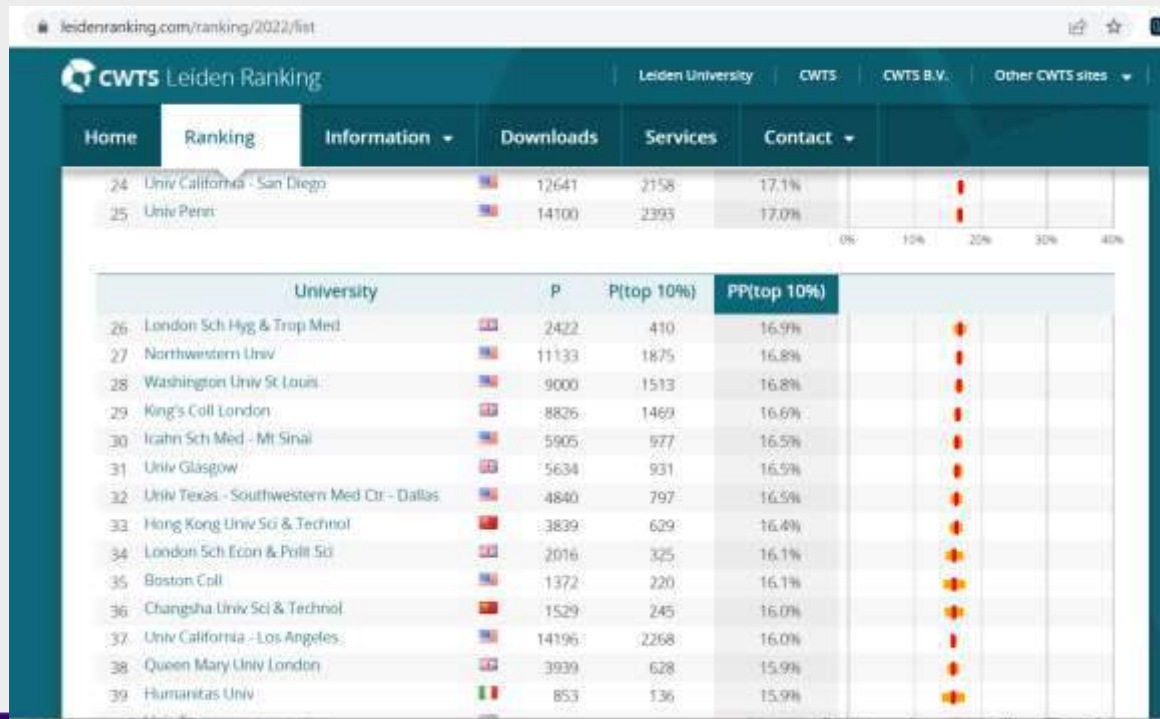 leidenranking.com/ranking/2022/list
CWTS Leiden Ranking
Leiden University CWTS CWTS B.V. Other CWTS sites
Home Ranking Information Downloads Services Contact
24 Univ California - San Diego 12641 2158 17.1%
25 Univ Penn 14100 2393 17.0%
0% 10% 20% 30% 40%
University P P(top 10%) PP(top 10%)
26 London Sch Hyg & Trop Med 2422 410 16.9%
27 Northwestern Univ 11133 1875 16.8%
28 Washington Univ St Louis 9000 1513 16.8%
29 King's Coll London 8826 1469 16.6%
30 Icahn Sch Med - Mt Sinai 5905 977 16.5%
31 Univ Glasgow 5634 931 16.5%
32 Univ Texas - Southwestern Med Ctr - Dallas 4840 797 16.5%
33 Hong Kong Univ Sci & Technol 3839 629 16.4%
34 London Sch Econ & Polit Sci 2016 325 16.1%
35 Boston Coll 1372 220 16.1%
36 Changsha Univ Sci & Technol 1529 245 16.0%
37 Univ California - Los Angeles 14196 2268 16.0%
38 Queen Mary Univ London 3939 628 15.9%
39 Humanitas Univ 853 136 15.9%